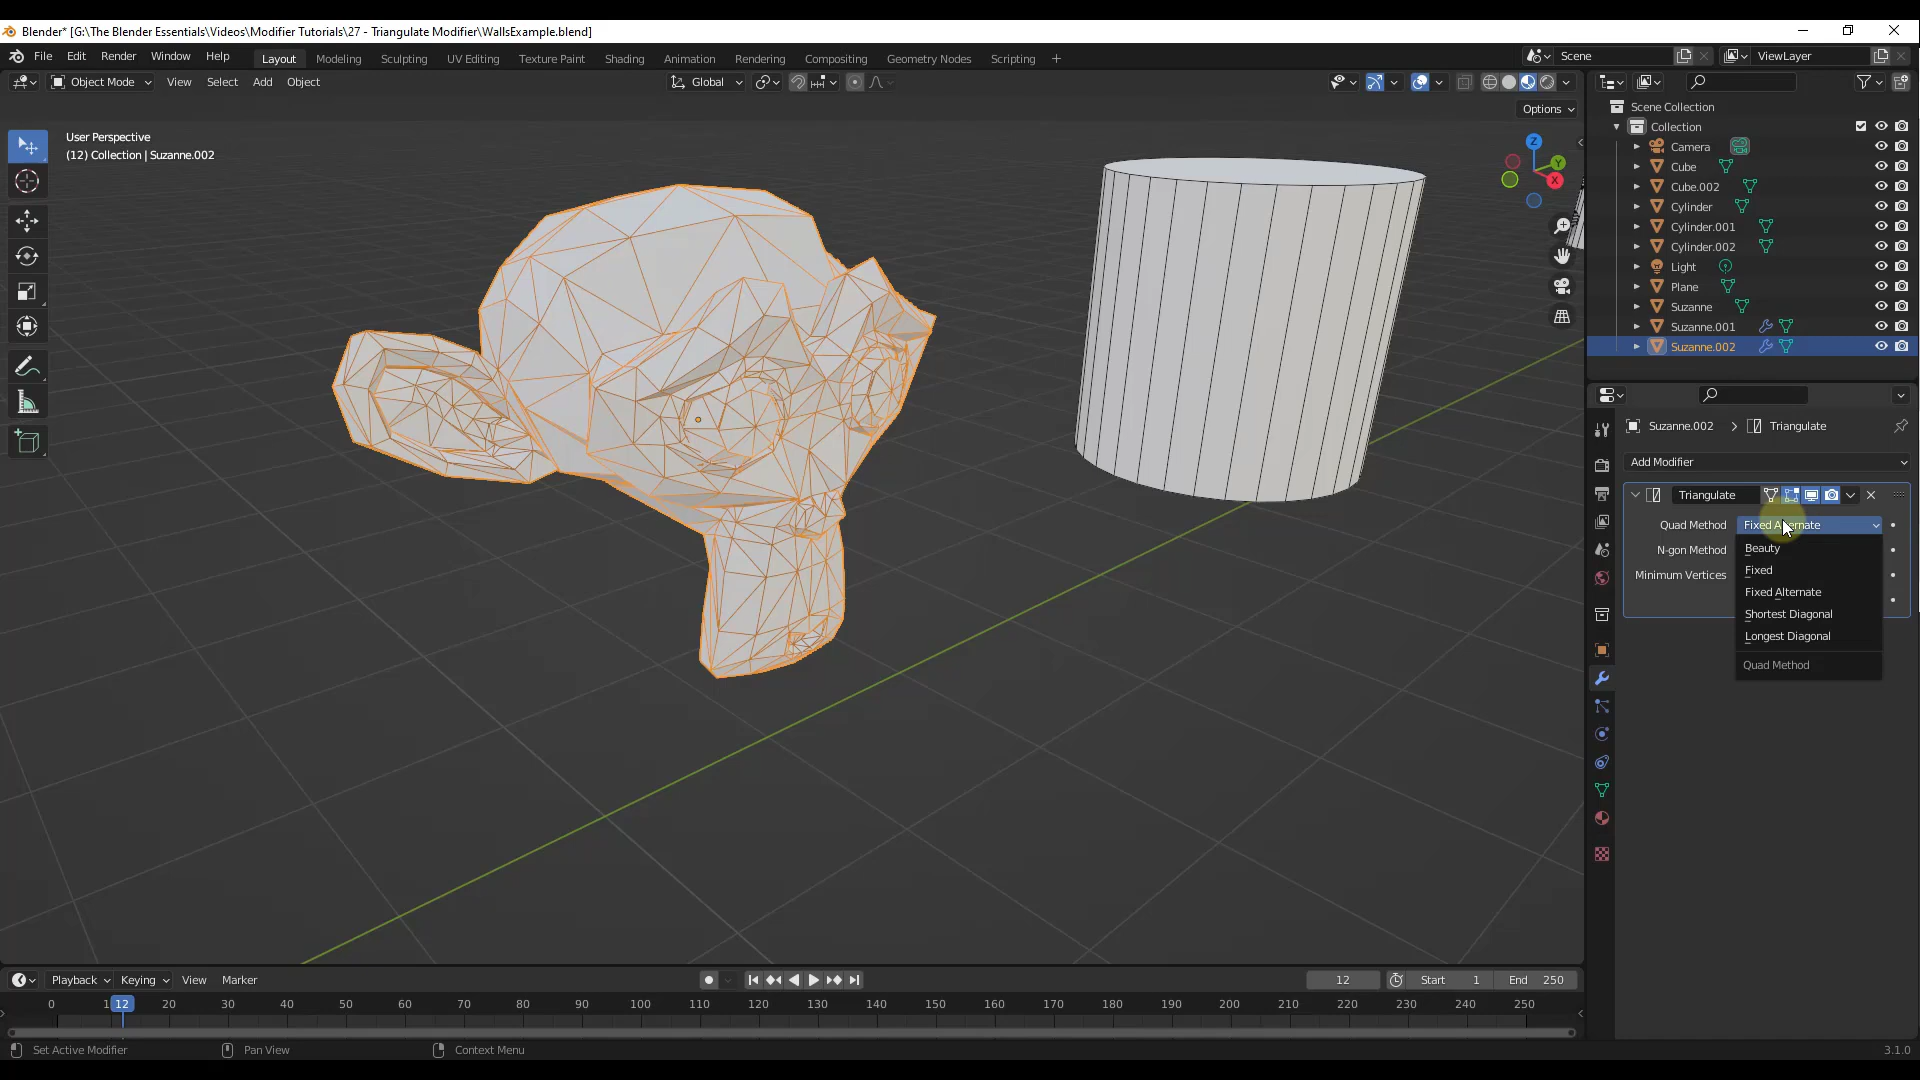 Blender* [G:\The Blender Essentials\Videos\Modifier Tutorials\27 - Triangulate Modifier\WallsExample.blend]
File Edit Render Window Help Layout Modeling Sculpting UV Editing Texture Paint Shading Animation Rendering Compositing Geometry Nodes Scripting + Scene ViewLayer
Object Mode View Select Add Object Global
Options
User Perspective
(12) Collection | Suzanne.002
Z
Y
X
Scene Collection
Collection
Camera
Cube
Cube.002
Cylinder
Cylinder.001
Cylinder.002
Light
Plane
Suzanne
Suzanne.001
Suzanne.002
Suzanne.002 > Triangulate
Add Modifier
Triangulate
Quad Method Fixed Alternate
N-gon Method
Minimum Vertices
Beauty
Fixed
Fixed Alternate
Shortest Diagonal
Longest Diagonal
Quad Method
Playback Keying View Marker 12 Start 1 End 250
0 1 12 20 30 40 50 60 70 80 90 100 110 120 130 140 150 160 170 180 190 200 210 220 230 240 250
Set Active Modifier Pan View Context Menu 3.1.0